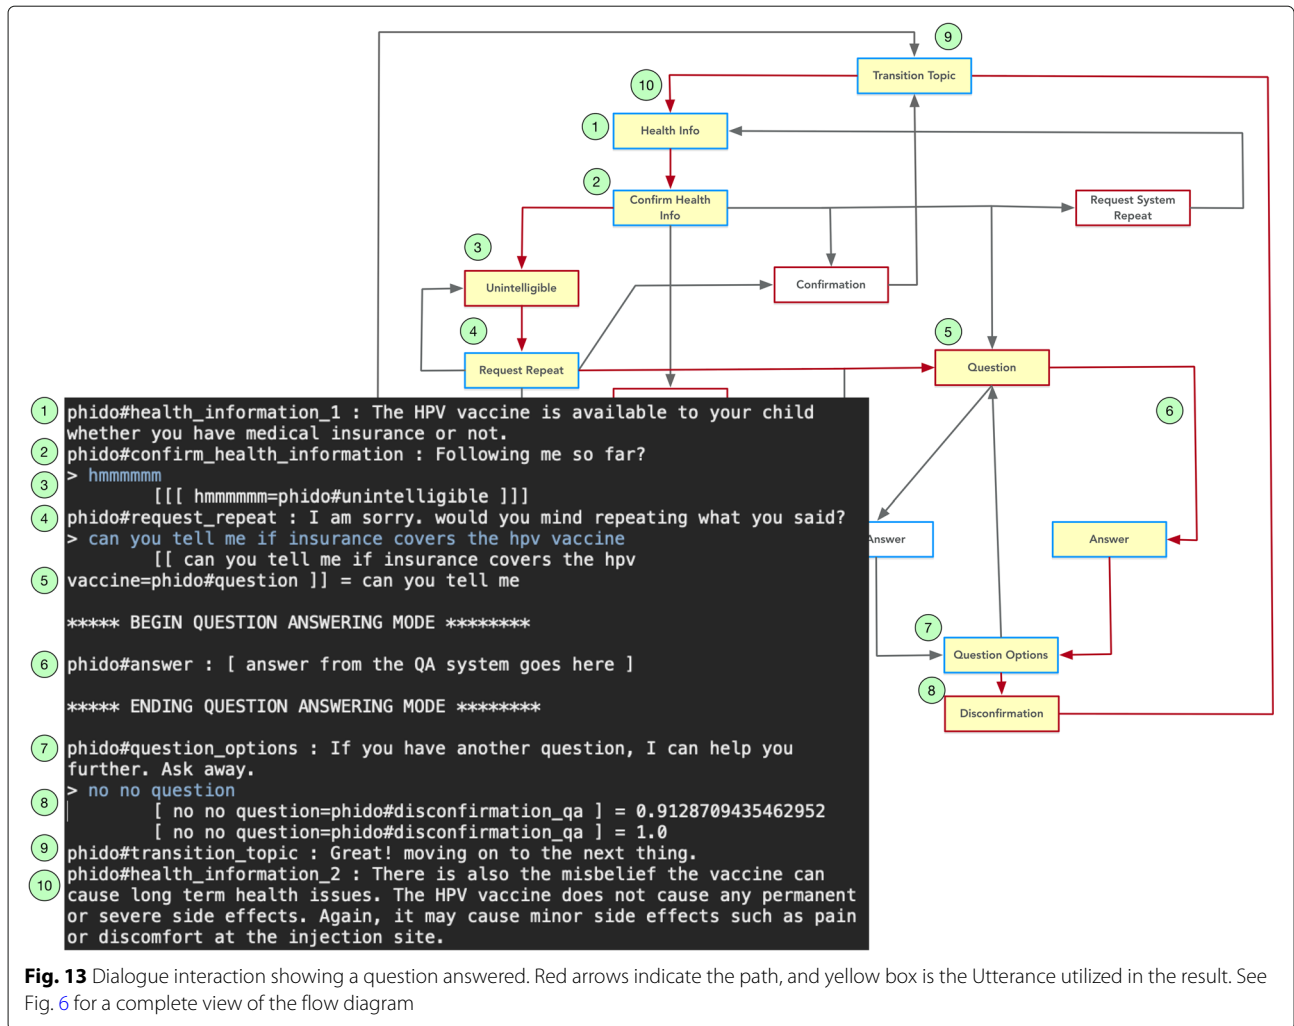 9
Transition Topic
10
1
Health Info
2
Confirm Health
Info
Request System
Repeat
3
Unintelligible
Confirmation
4
Request Repeat
5
Question
6
Answer
Answer
7
Question Options
8
Disconfirmation
1
phido#health_information_1 : The HPV vaccine is available to your child
whether you have medical insurance or not.
2
phido#confirm_health_information : Following me so far?
> hmmmmmm
3
[[[ hmmmmmm=phido#unintelligible ]]]
4
phido#request_repeat : I am sorry. would you mind repeating what you said?
> can you tell me if insurance covers the hpv vaccine
[[ can you tell me if insurance covers the hpv
5
vaccine=phido#question ]] = can you tell me
***** BEGIN QUESTION ANSWERING MODE ********
6
phido#answer : [ answer from the QA system goes here ]
***** ENDING QUESTION ANSWERING MODE ********
7
phido#question_options : If you have another question, I can help you
further. Ask away.
> no no question
8
[ no no question=phido#disconfirmation_qa ] = 0.9128709435462952
[ no no question=phido#disconfirmation_qa ] = 1.0
9
phido#transition_topic : Great! moving on to the next thing.
10
phido#health_information_2 : There is also the misbelief the vaccine can
cause long term health issues. The HPV vaccine does not cause any permanent
or severe side effects. Again, it may cause minor side effects such as pain
or discomfort at the injection site.
Fig. 13 Dialogue interaction showing a question answered. Red arrows indicate the path, and yellow box is the Utterance utilized in the result. See
Fig. 6 for a complete view of the flow diagram